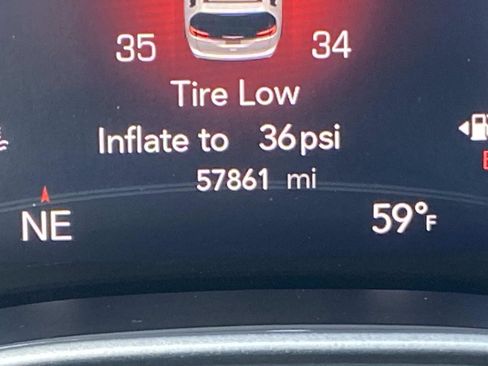 35 34
Tire Low
Inflate to 36psi
57861 mi
NE
59°F
E